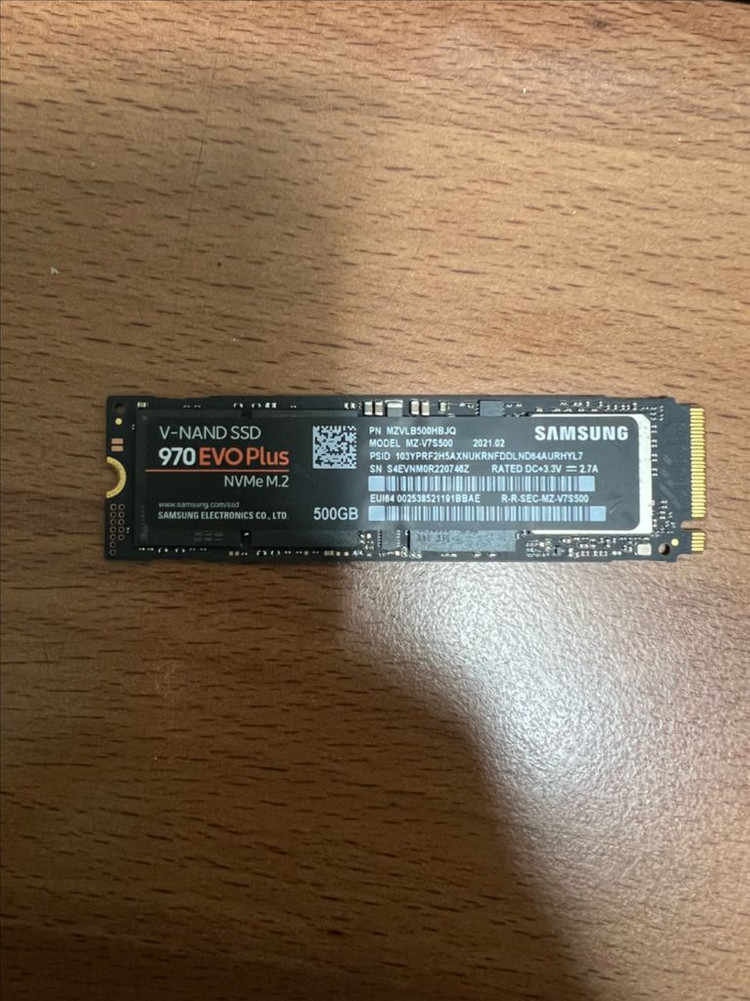 V-NAND SSD
970 EVO Plus
NVMe M.2
www.samsung.com/ssd
SAMSUNG ELECTRONICS CO., LTD.
500GB
PN MZVLB500HBJQ
MODEL MZ-V7S500 2021.02
SAMSUNG
PSID 103YPRF2H5AXNUKRNFDDLND64AURHYL7
SN S4EVNM0R220746Z RATED DC+3.3V ⎓ 2.7A
EUI64 002538521191BBAE R-R-SEC-MZ-V7S500